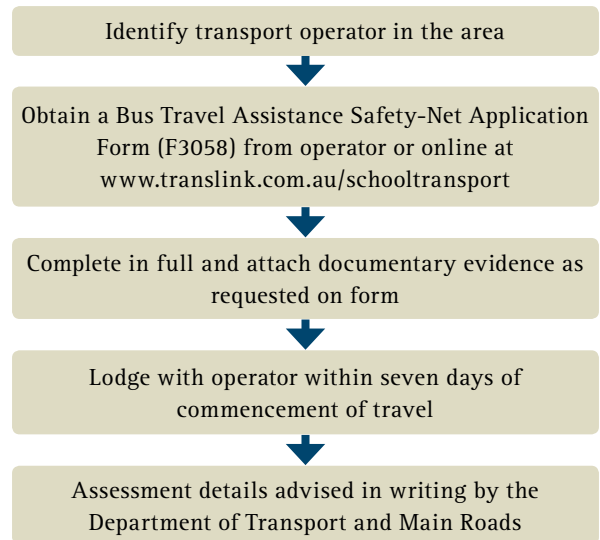 Identify transport operator in the area
Obtain a Bus Travel Assistance Safety-Net Application
Form (F3058) from operator or online at
www.translink.com.au/schooltransport
Complete in full and attach documentary evidence as
requested on form
Lodge with operator within seven days of
commencement of travel
Assessment details advised in writing by the
Department of Transport and Main Roads